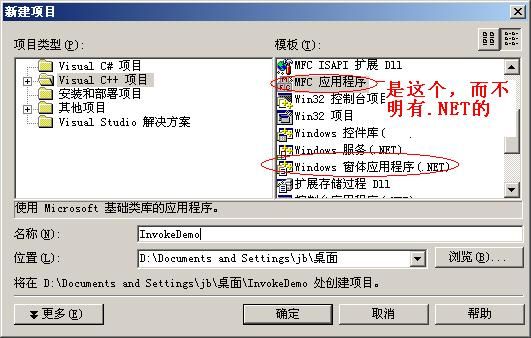 新建项目
项目类型(P):
模板(T):
Visual C# 项目
Visual C++ 项目
安装和部署项目
其他项目
Visual Studio 解决方案
MFC ISAPI 扩展 Dll
MFC 应用程序
Win32 控制台项目
Win32 项目
Windows 控件库(
Windows 服务(.NET)
Windows 窗体应用程序(.NET)
扩展存储过程 Dll
是这个，而不
明有.NET的
使用 Microsoft 基础类库的应用程序。
名称(N):
InvokeDemo
位置(L):
D:\Documents and Settings\jb\桌面
浏览(B)...
将在 D:\Documents and Settings\jb\桌面\InvokeDemo 处创建项目。
更多(E)
确定
取消
帮助